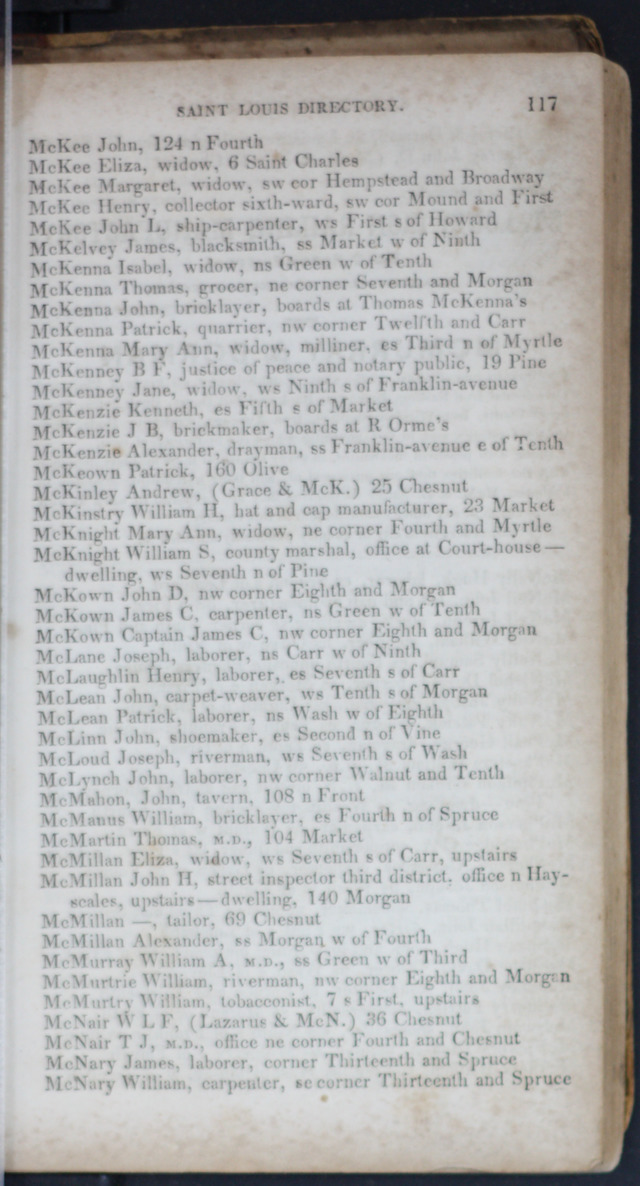 SAINT LOUIS DIRECTORY. 117
McKee John, 124 n Fourth
McKee Eliza, widow, 6 Saint Charles
McKee Margaret, widow, sw cor Hempstead and Broadway
McKee Henry, collector sixth-ward, sw cor Mound and First
McKee John L, ship-carpenter, ws First s of Howard
McKelvey James, blacksmith, ss Market w of Ninth
McKenna Isabel, widow, ns Green w of Tenth
McKenna Thomas, grocer, ne corner Seventh and Morgan
McKenna John, bricklayer, boards at Thomas McKenna's
McKenna Patrick, quarrier, nw corner Twelfth and Carr
McKenna Mary Ann, widow, milliner, es Third n of Myrtle
McKenney B F, justice of peace and notary public, 19 Pine
McKenney Jane, widow, ws Ninth s of Franklin-avenue
McKenzie Kenneth, es Fifth s of Market
McKenzie J B, brickmaker, boards at R Orme's
McKenzie Alexander, drayman, ss Franklin-avenue e of Tenth
McKeown Patrick, 160 Olive
McKinley Andrew, (Grace & McK.) 25 Chesnut
McKinstry William H, hat and cap manufacturer, 23 Market
McKnight Mary Ann, widow, ne corner Fourth and Myrtle
McKnight William S, county marshal, office at Court-house—
dwelling, ws Seventh n of Pine
McKown John D, nw corner Eighth and Morgan
McKown James C, carpenter, ns Green w of Tenth
McKown Captain James C, nw corner Eighth and Morgan
McLane Joseph, laborer, ns Carr w of Ninth
McLaughlin Henry, laborer, es Seventh s of Carr
McLean John, carpet-weaver, ws Tenth s of Morgan
McLean Patrick, laborer, ns Wash w of Eighth
McLinn John, shoemaker, es Second n of Vine
McLoud Joseph, riverman, ws Seventh s of Wash
McLynch John, laborer, nw corner Walnut and Tenth
McMahon, John, tavern, 108 n Front
McManus William, bricklayer, es Fourth n of Spruce
McMartin Thomas, M.D., 104 Market
McMillan Eliza, widow, ws Seventh s of Carr, upstairs
McMillan John H, street inspector third district, office n Hay-
scales, upstairs—dwelling, 140 Morgan
McMillan —, tailor, 69 Chesnut
McMillan Alexander, ss Morgan w of Fourth
McMurray William A, M.D., ss Green w of Third
McMurtrie William, riverman, nw corner Eighth and Morgan
McMurtry William, tobacconist, 7 s First, upstairs
McNair W L F, (Lazarus & McN.) 36 Chesnut
McNair T J, M.D., office ne corner Fourth and Chesnut
McNary James, laborer, corner Thirteenth and Spruce
McNary William, carpenter, se corner Thirteenth and Spruce